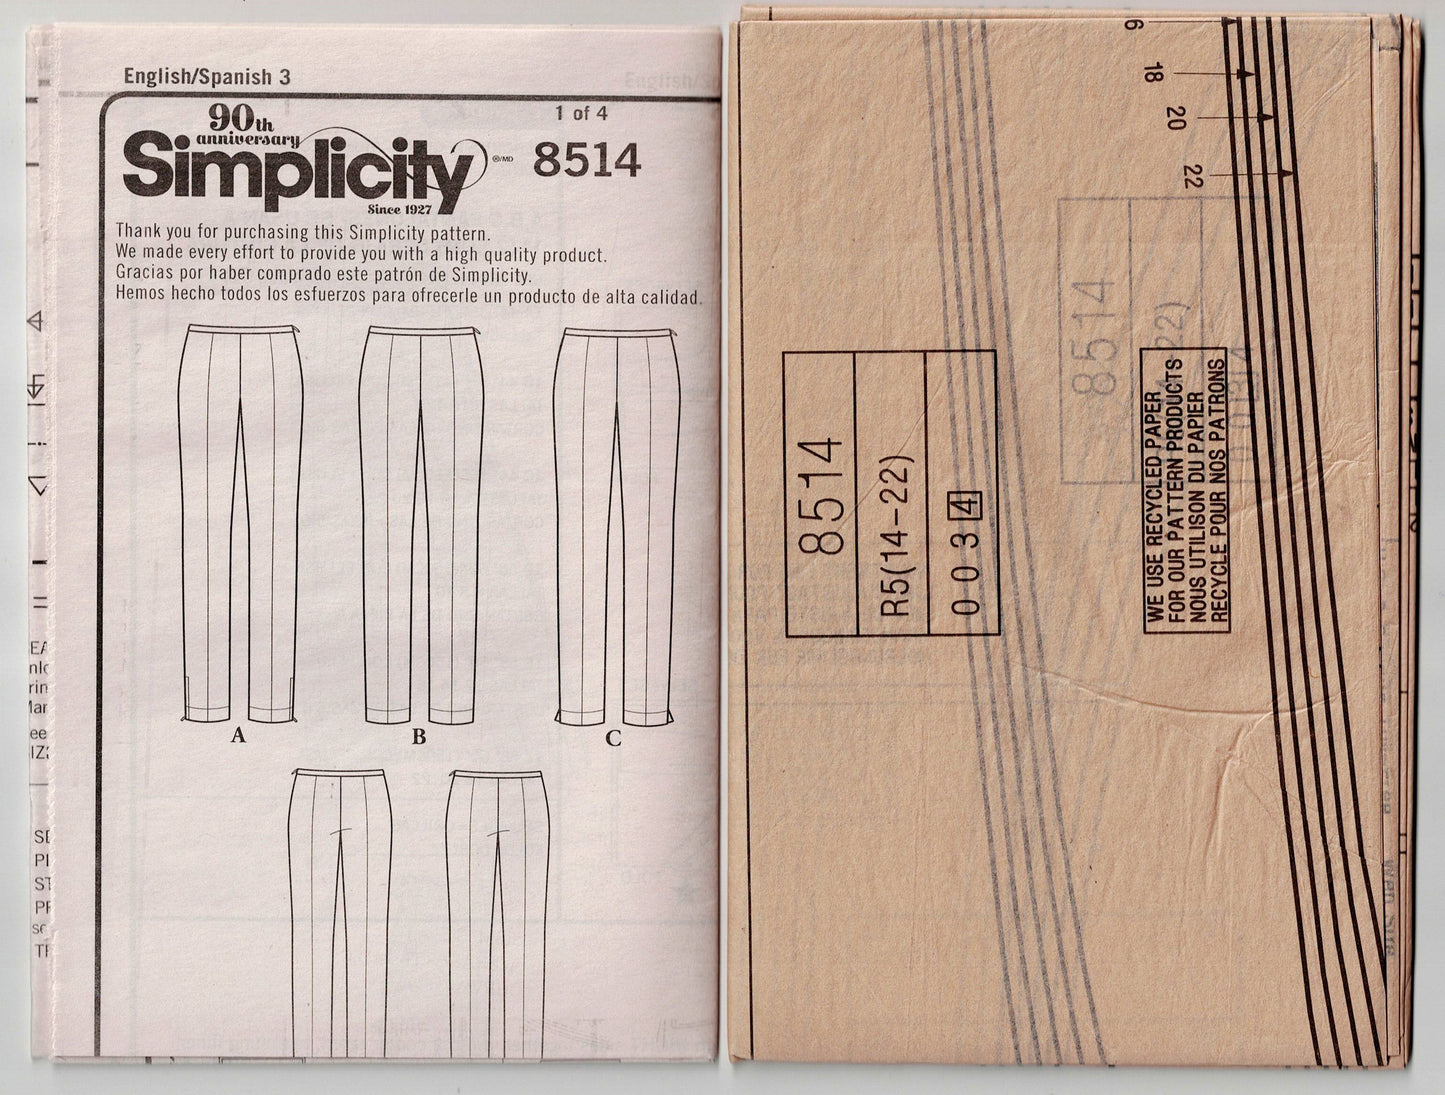 English/Spanish 3
1 of 4
90th
anniversary
Simplicity ®/MD 8514
Since 1927
Thank you for purchasing this Simplicity pattern.
We made every effort to provide you with a high quality product.
Gracias por haber comprado este patrón de Simplicity.
Hemos hecho todos los esfuerzos para ofrecerle un producto de alta calidad.
A
B
C
SE
PL
ST
18
20
22
8514
R5(14-22)
0 0 3 4
WE USE RECYCLED PAPER
FOR OUR PATTERN PRODUCTS
NOUS UTILISON DU PAPIER
RECYCLE POUR NOS PATRONS
8514